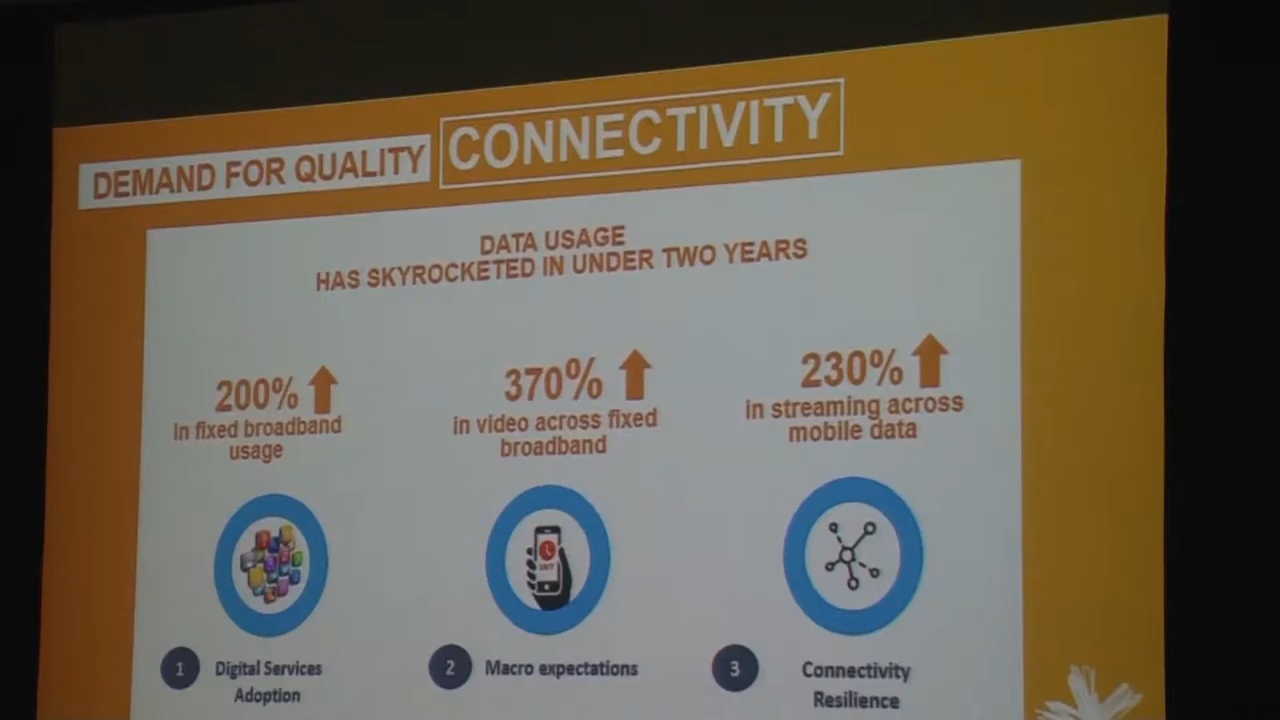 DEMAND FOR QUALITY CONNECTIVITY
DATA USAGE
HAS SKYROCKETED IN UNDER TWO YEARS
200%
in fixed broadband
usage
370%
in video across fixed
broadband
230%
in streaming across
mobile data
1 Digital Services
Adoption
2 Macro expectations
3 Connectivity
Resilience